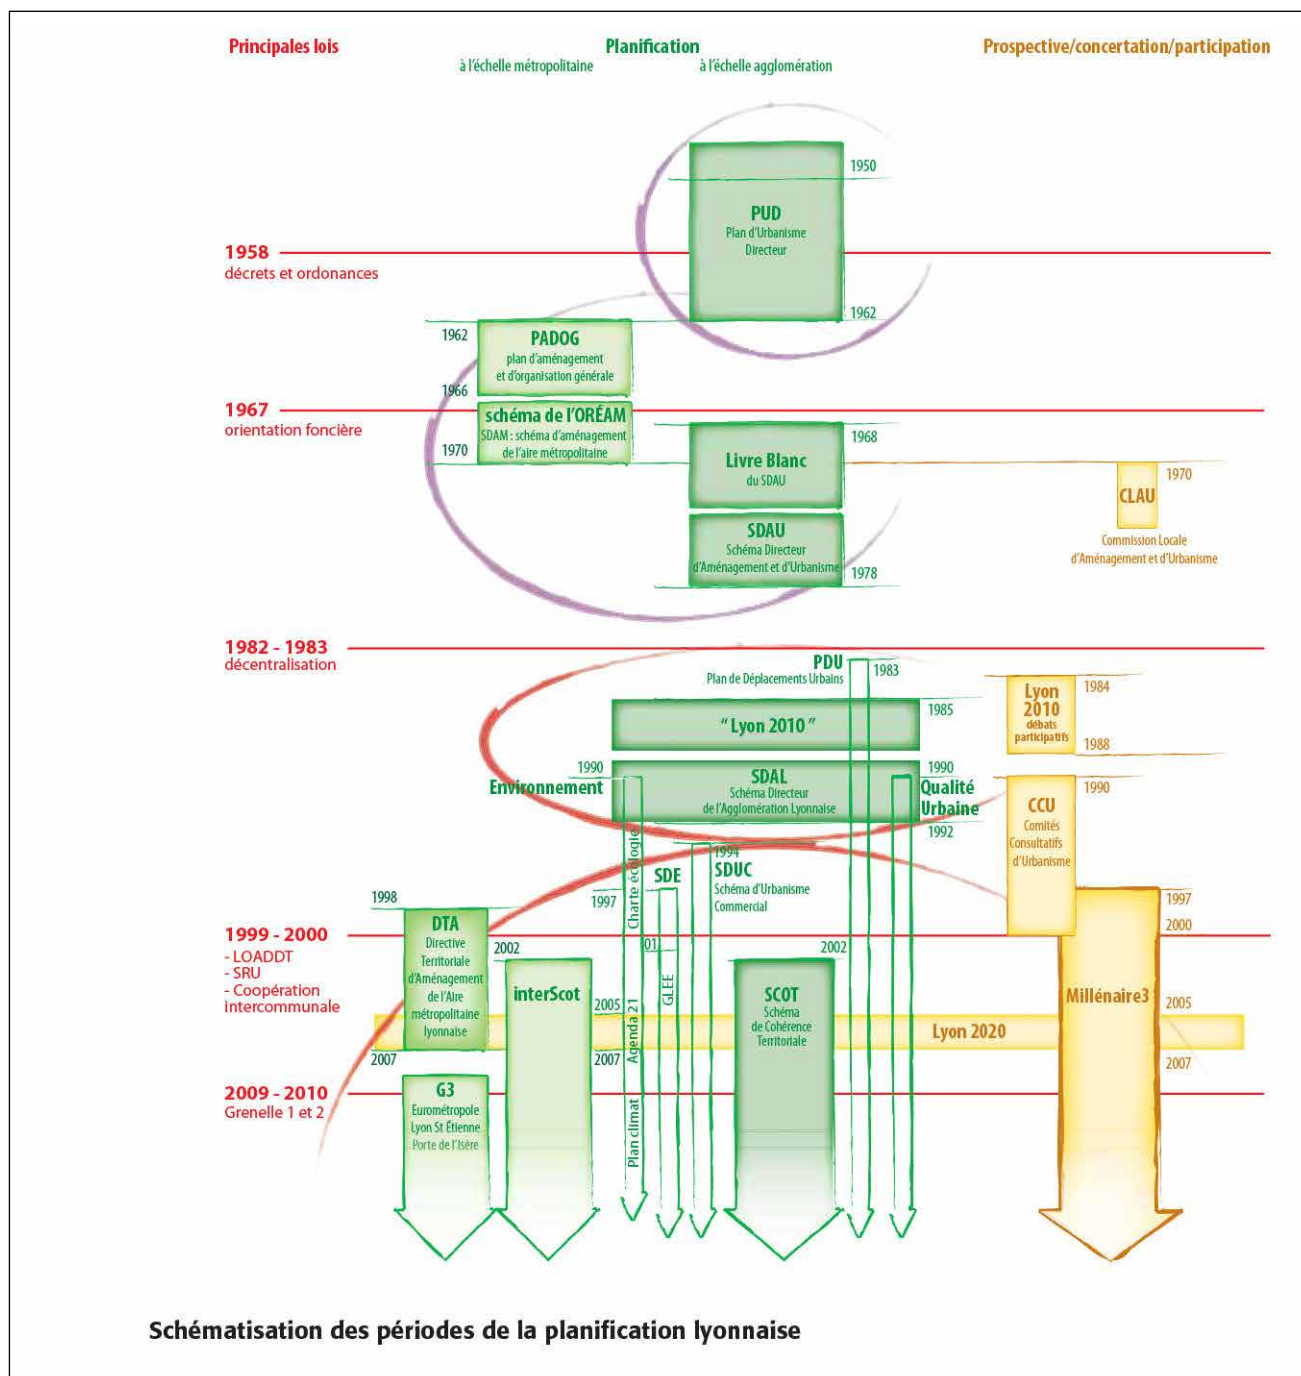 Principales lois
Planification
Prospective/concertation/participation
à l'échelle métropolitaine
à l'échelle agglomération
1950
PUD
Plan d'Urbanisme
Directeur
1958
décrets et ordonances
1962
1962
PADOG
plan d'aménagement
et d'organisation générale
1966
1967
orientation foncière
schéma de l'ORÉAM
SDAM : schéma d'aménagement
de l'aire métropolitaine
1970
1968
Livre Blanc
du SDAU
1970
CLAU
Commission Locale
d'Aménagement et d'Urbanisme
SDAU
Schéma Directeur
d'Aménagement et d'Urbanisme
1978
1982 - 1983
décentralisation
PDU
Plan de Déplacements Urbains
1983
1984
Lyon
2010
débats
participatifs
1988
1985
"Lyon 2010"
1990
Environnement
SDAL
Schéma Directeur
de l'Agglomération Lyonnaise
1990
Qualité
Urbaine
1992
1990
CCU
Comités
Consultatifs
d'Urbanisme
Charte écologie
1994
SDUC
Schéma d'Urbanisme
Commercial
SDE
1997
01
GLEE
1997
2000
1998
DTA
Directive
Territoriale
d'Aménagement
de l'Aire
métropolitaine
lyonnaise
2007
1999 - 2000
- LOADDT
- SRU
- Coopération
intercommunale
2002
interScot
2005
2007
Agenda 21
2002
SCOT
Schéma
de Cohérence
Territoriale
Lyon 2020
Millénaire3
2005
2007
2009 - 2010
Grenelle 1 et 2
G3
Eurométropole
Lyon St Étienne
Porte de l'Isère
Plan climat
Schématisation des périodes de la planification lyonnaise